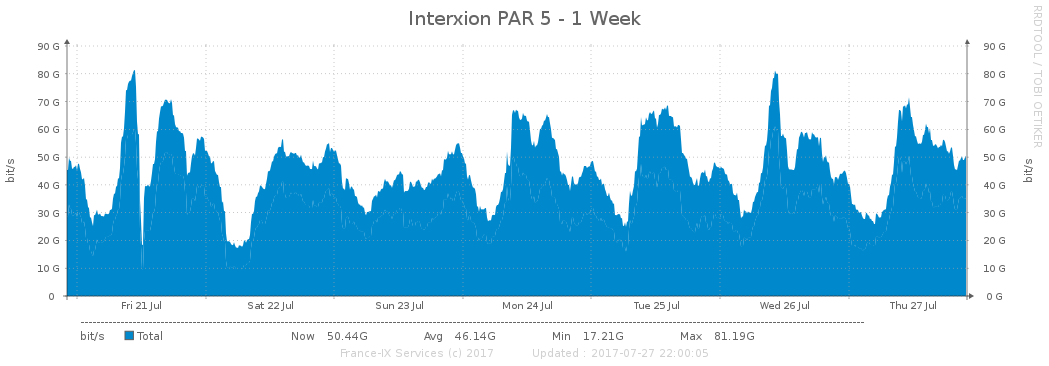 Interxion PAR 5 - 1 Week
RRDTOOL / TOBI OETIKER
bit/s
bit/s
90 G 90 G
80 G 80 G
70 G 70 G
60 G 60 G
50 G 50 G
40 G 40 G
30 G 30 G
20 G 20 G
10 G 10 G
0 0 G
Fri 21 Jul Sat 22 Jul Sun 23 Jul Mon 24 Jul Tue 25 Jul Wed 26 Jul Thu 27 Jul
bit/s Total Now 50.44G Avg 46.14G Min 17.21G Max 81.19G
France-IX Services (c) 2017 Updated : 2017-07-27 22:00:05